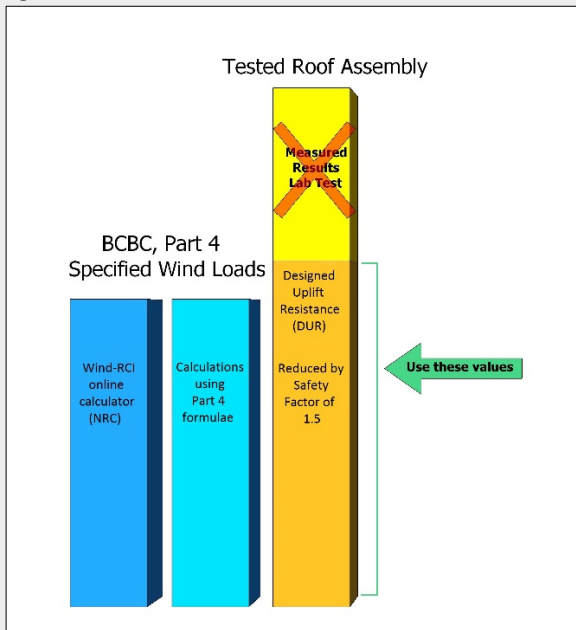 Tested Roof Assembly
Measured
Results
Lab Test
BCBC, Part 4
Specified Wind Loads
Designed
Uplift
Resistance
(DUR)
Reduced by
Safety
Factor of
1.5
Wind-RCI
online
calculator
(NRC)
Calculations
using
Part 4
formulae
Use these values